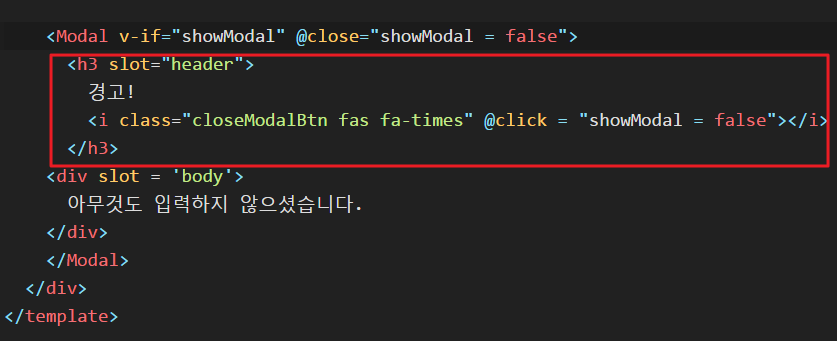 <Modal v-if="showModal" @close="showModal = false">
<h3 slot="header">
경고!
<i class="closeModalBtn fas fa-times" @click = "showModal = false"></i>
</h3>
<div slot = 'body'>
아무것도 입력하지 않으셨습니다.
</div>
</Modal>
</div>
</template>